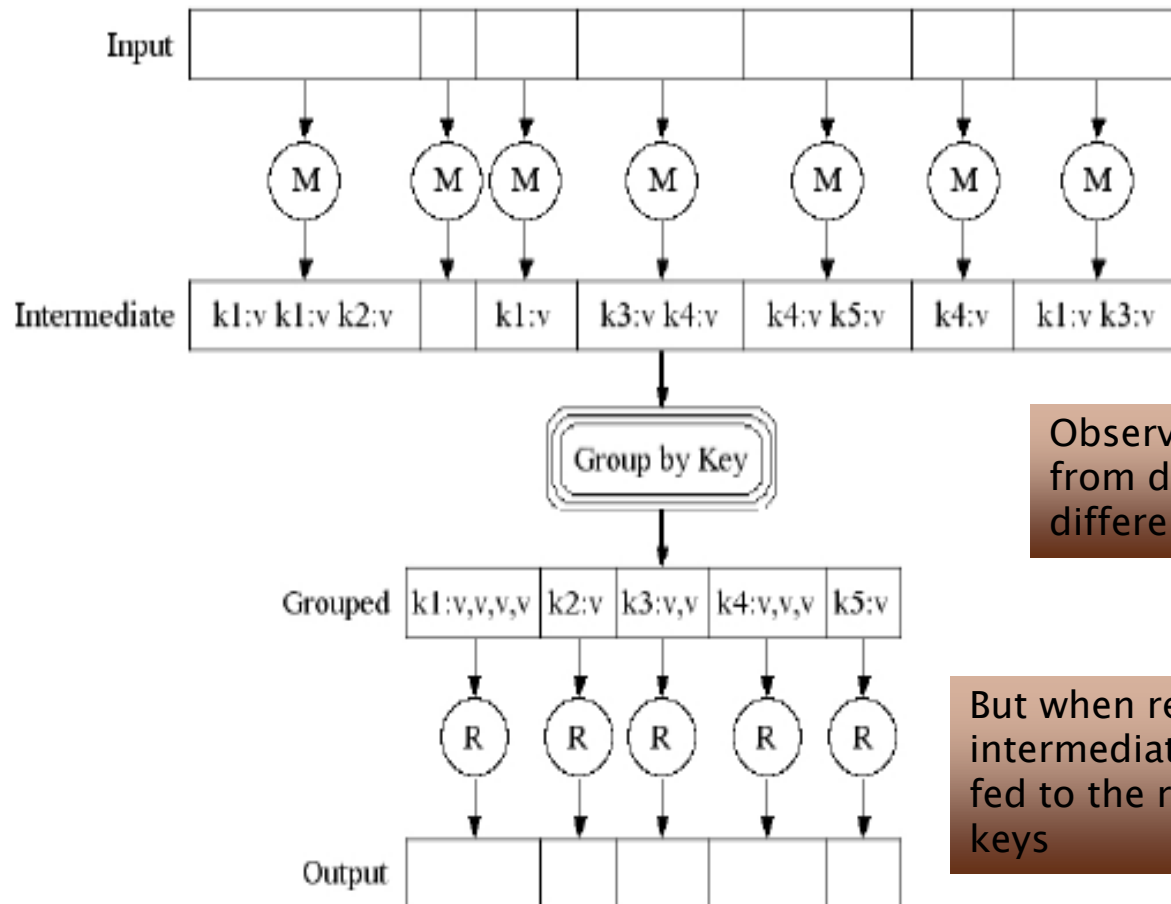 Input
M M M M M M M
Intermediate k1:v k1:v k2:v k1:v k3:v k4:v k4:v k5:v k4:v k1:v k3:v
Group by Key
Observ
from d
differe
Grouped k1:v,v,v,v k2:v k3:v,v k4:v,v,v k5:v
R R R R R
But when re
intermediat
fed to the
keys
Output